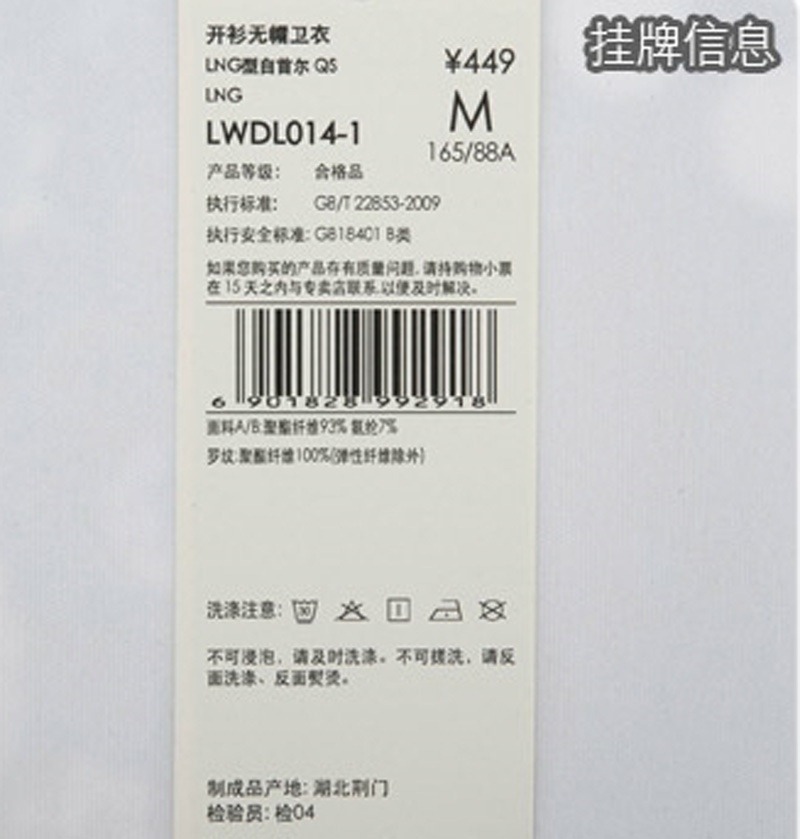 挂牌信息
开衫无帽卫衣
LNG型自首尔 QS
¥449
LNG
M
LWDL014-1
165/88A
产品等级: 合格品
执行标准: GB/T 22853-2009
执行安全标准: GB18401 B类
如果您购买的产品存有质量问题,请持购物小票
在15天之内与专卖店联系,以便及时解决。
6 901828 992918
面料A/B:聚酯纤维93% 氨纶7%
罗纹:聚酯纤维100%(弹性纤维除外)
洗涤注意: 30
不可浸泡, 请及时洗涤。不可搓洗, 请反
面洗涤、反面熨烫。
制成品产地: 湖北荆门
检验员: 检04